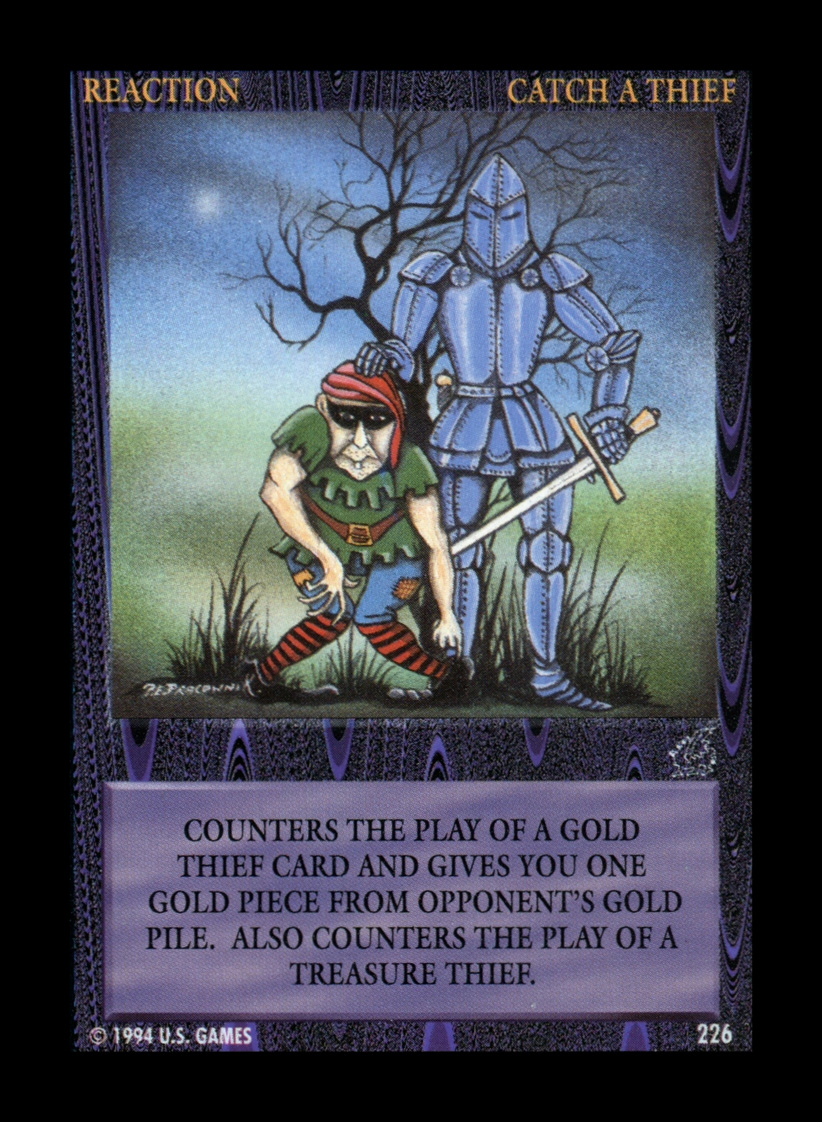 REACTION CATCH A THIEF
P.E. PRACOWNIK
COUNTERS THE PLAY OF A GOLD
THIEF CARD AND GIVES YOU ONE
GOLD PIECE FROM OPPONENT'S GOLD
PILE. ALSO COUNTERS THE PLAY OF A
TREASURE THIEF.
© 1994 U.S. GAMES 226